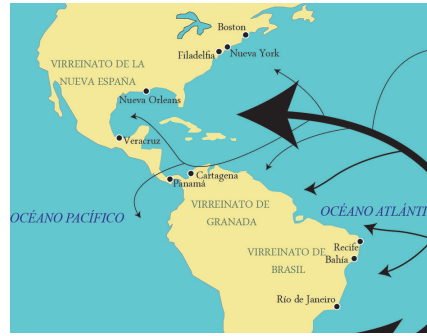 Boston
VIRREINATO DE LA
NUEVA ESPAÑA
Filadelfia
Nueva York
Nueva Orleans
Veracruz
Cartagena
Panamá
OCÉANO PACÍFICO
VIRREINATO DE
GRANADA
OCÉANO ATLÁNTI
Recife
VIRREINATO DE
BRASIL
Bahía
Río de Janeiro